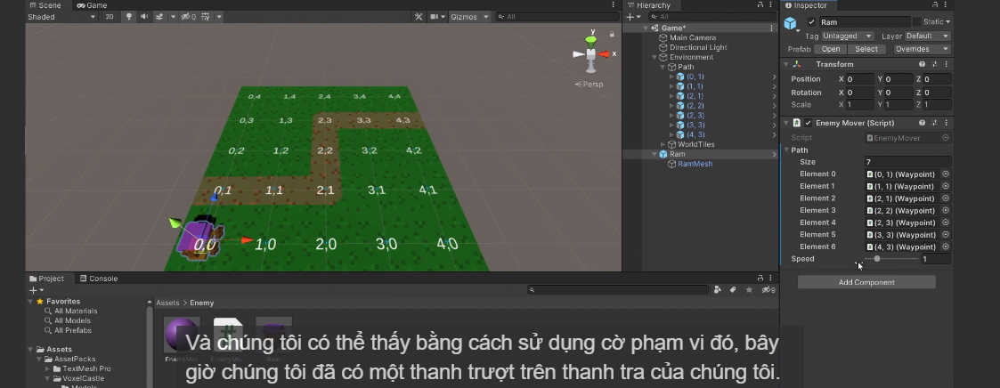 Scene Game
Shaded 20 0 Gizmos All
y
x
Persp
0,4 1,4 2,4 3,4 4,4
0,3 1,3 2,3 3,3 4,3
0,2 1,2 2,2 3,2 4,2
0,1 1,1 2,1 3,1 4,1
0,0 1,0 2,0 3,0 4,0
Hierarchy
All
Game*
Main Camera
Directional Light
Environment
Path
(0, 1)
(1, 1)
(2, 1)
(2, 2)
(2, 3)
(3, 3)
(4, 3)
WorldTiles
Ram
RamMesh
Inspector
Ram Static
Tag Untagged Layer Default
Prefab Open Select Overrides
Transform
Position X 0 Y 0 Z 0
Rotation X 0 Y 0 Z 0
Scale X 1 Y 1 Z 1
Enemy Mover (Script)
Script EnemyMover
Path
Size 7
Element 0 (0, 1) (Waypoint)
Element 1 (1, 1) (Waypoint)
Element 2 (2, 1) (Waypoint)
Element 3 (2, 2) (Waypoint)
Element 4 (2, 3) (Waypoint)
Element 5 (3, 3) (Waypoint)
Element 6 (4, 3) (Waypoint)
Speed 1
Add Component
Project Console
9
Favorites
All Materials
All Models
All Prefabs
Assets
AssetPacks
TextMesh Pro
VoxelCastle
Models
Assets > Enemy
Và chúng tôi có thể thấy bằng cách sử dụng cờ phạm vi đó, bây
giờ chúng tôi đã có một thanh trượt trên thanh tra của chúng tôi.